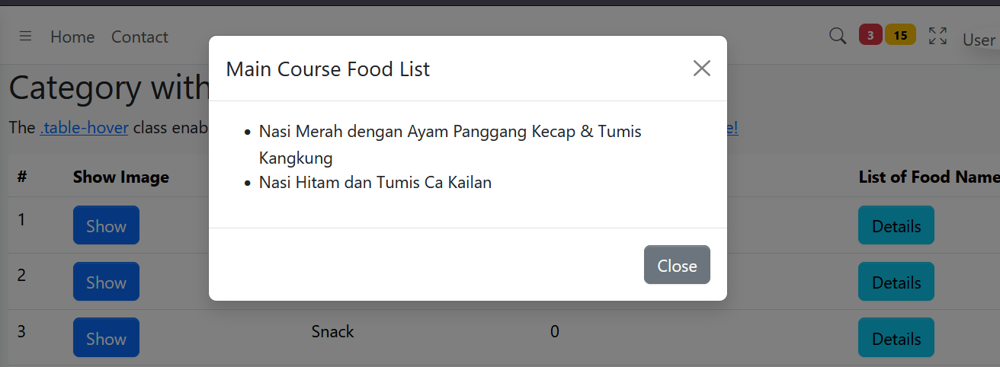 Home Contact
3 15
User
Main Course Food List
Category with
The .table-hover class enab
e!
Nasi Merah dengan Ayam Panggang Kecap & Tumis
Kangkung
Nasi Hitam dan Tumis Ca Kailan
# Show Image List of Food Name
1 Show Details
Close
2 Show Details
3 Show Snack 0 Details